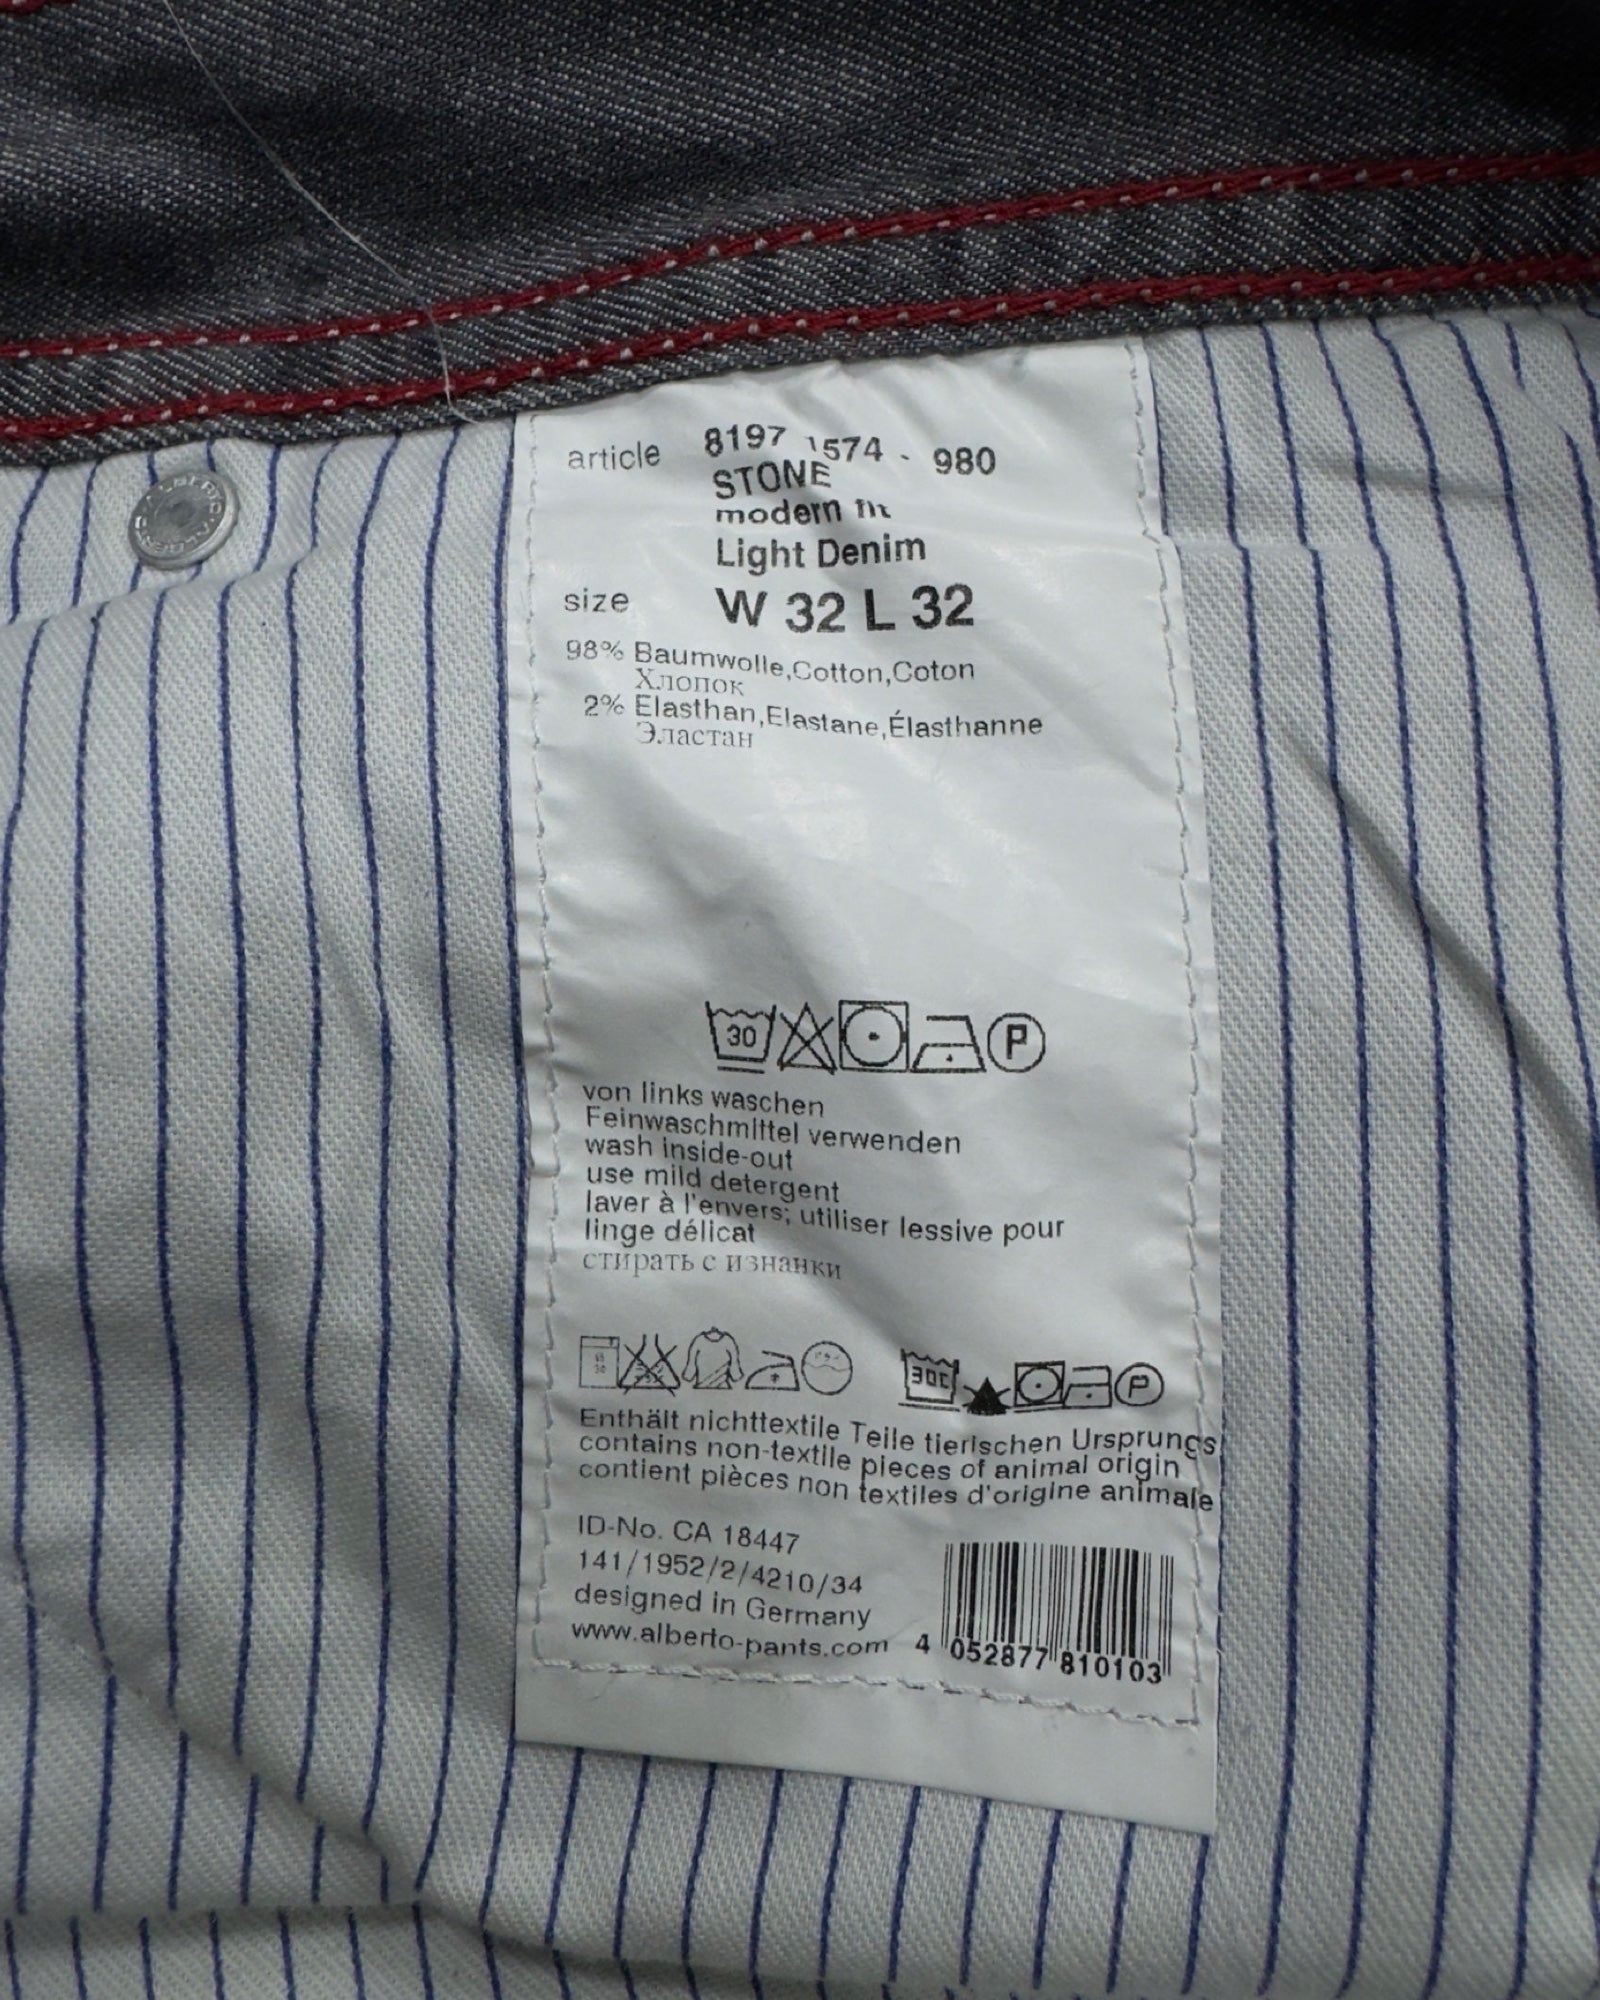 article 8197 1574 - 980
STONE
modern fit
Light Denim
size W 32 L 32
98% Baumwolle,Cotton,Coton
Хлопок
2% Elasthan,Elastane,Élasthanne
Эластан
30 P
von links waschen
Feinwaschmittel verwenden
wash inside-out
use mild detergent
laver à l'envers; utiliser lessive pour
linge délicat
стирать с изнанки
30C P
Enthält nichttextile Teile tierischen Ursprungs
contains non-textile pieces of animal origin
contient pièces non textiles d'origine animale
ID-No. CA 18447
141/1952/2/4210/34
designed in Germany
www.alberto-pants.com
4 052877 810103